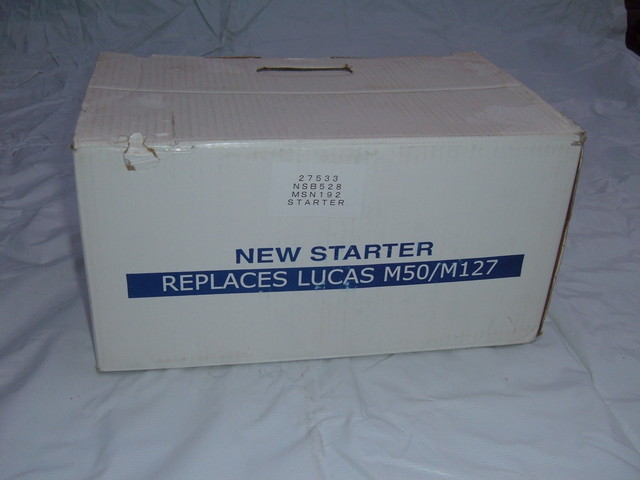 27533
NSB528
MSN192
STARTER
NEW STARTER
REPLACES LUCAS M50/M127